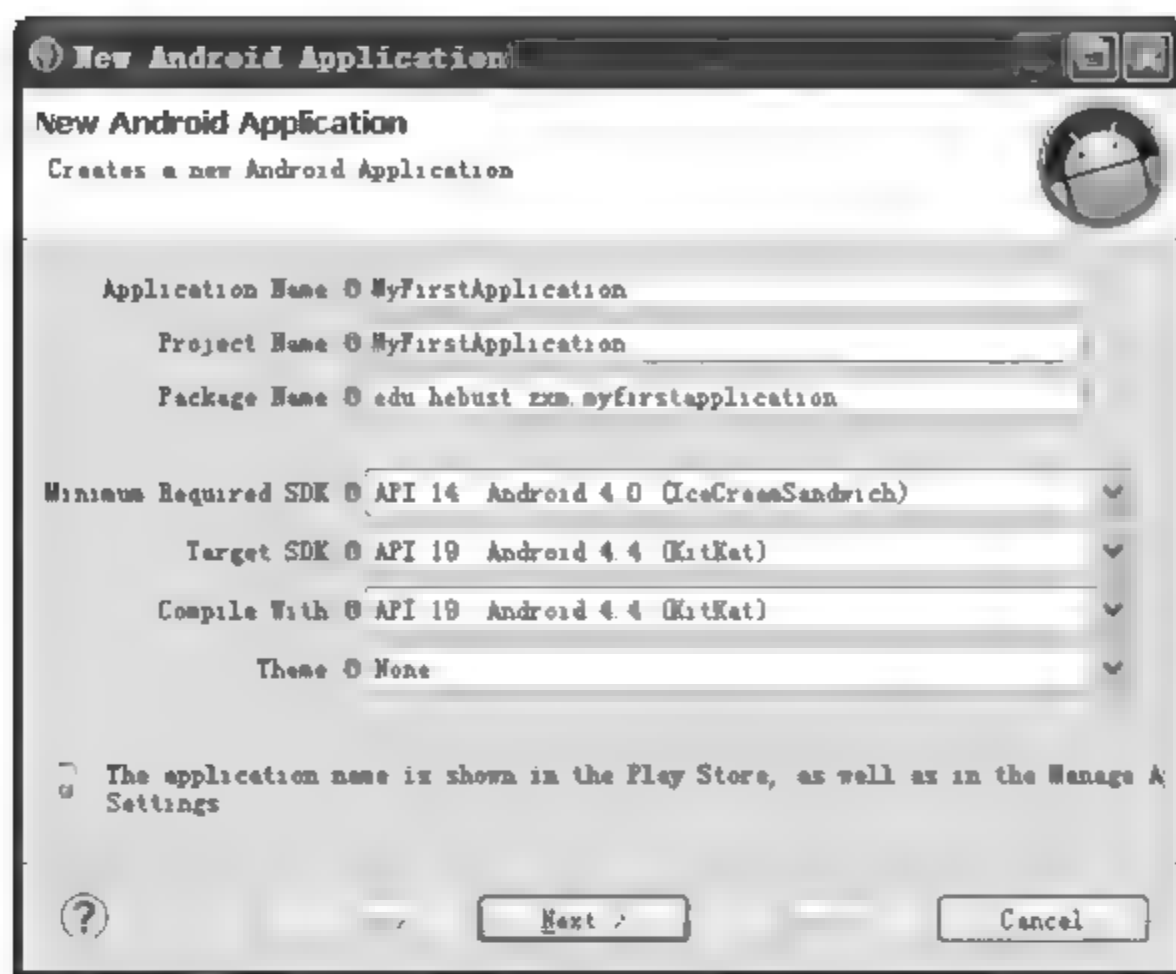 New Android Application
New Android Application
Creates a new Android Application
Application Name MyFirstApplication
Project Name MyFirstApplication
Package Name edu hebust zxm.myfirstapplication
Minimum Required SDK API 14 Android 4 0 (IceCreamSandwich)
Target SDK API 19 Android 4.4 (KitKat)
Compile With API 19 Android 4.4 (KitKat)
Theme None
The application name is shown in the Play Store, as well as in the Manage A
Settings
?
Next >
Cancel